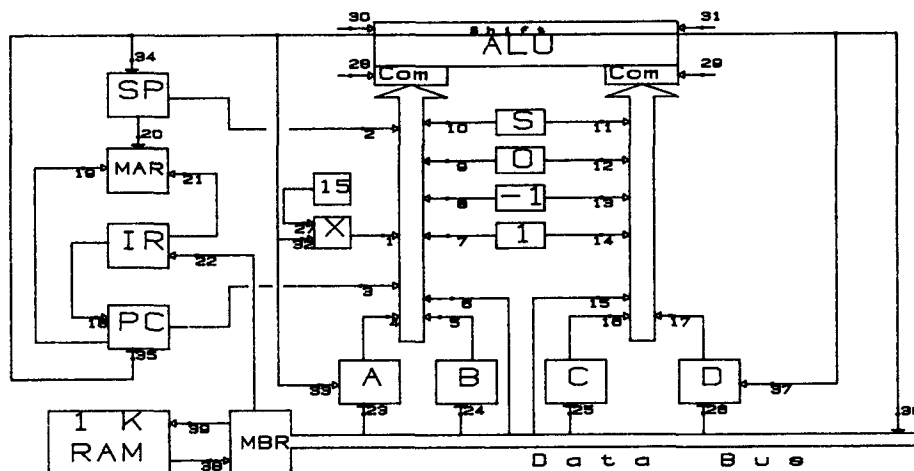 30 31
shift
ALU
34 28 Com Com 29
SP
2 10 S 11
20
9 0 12
19 MAR 21
15
8 -1 13
27
32 X 1 7 1 14
IR
22
3
6 15
18 PC
4 5 16 17
35
A B C D
33 37
23 24 25 26
1 K 39
RAM MBR
38
Data Bus